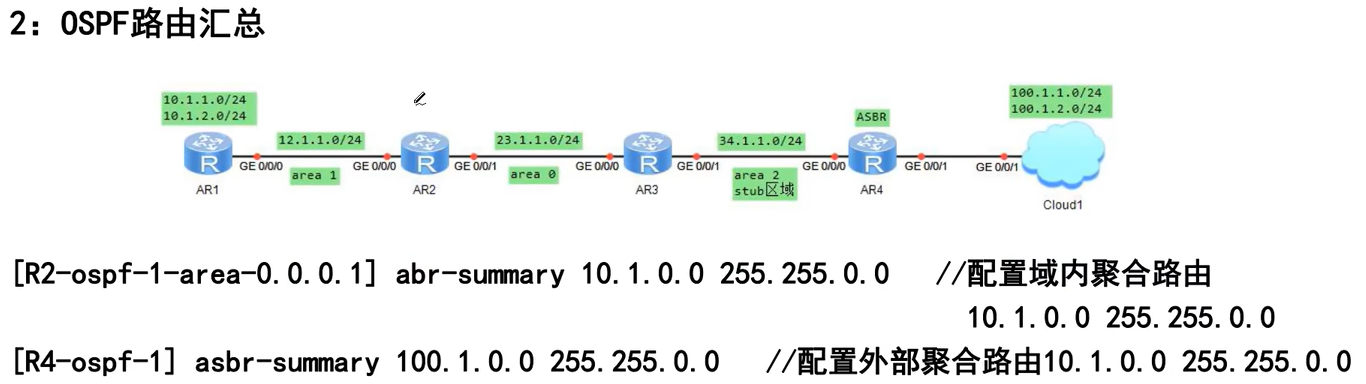 2：OSPF路由汇总
10.1.1.0/24
10.1.2.0/24
12.1.1.0/24
23.1.1.0/24
34.1.1.0/24
ASBR
100.1.1.0/24
100.1.2.0/24
GE 0/0/0
GE 0/0/0
GE 0/0/1
GE 0/0/0
GE 0/0/1
GE 0/0/0
GE 0/0/1
GE 0/0/1
area 1
area 0
area 2
stub区域
AR1
AR2
AR3
AR4
Cloud1
[R2-ospf-1-area-0.0.0.1] abr-summary 10.1.0.0 255.255.0.0 //配置域内聚合路由
10.1.0.0 255.255.0.0
[R4-ospf-1] asbr-summary 100.1.0.0 255.255.0.0 //配置外部聚合路由10.1.0.0 255.255.0.0